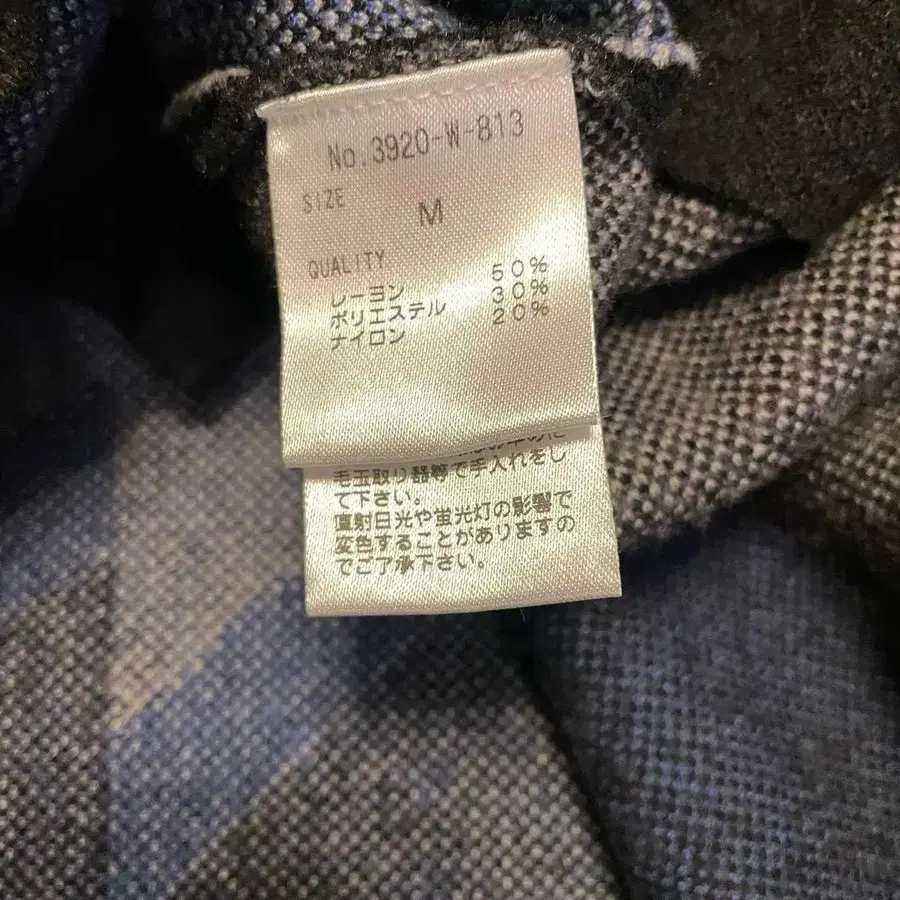 No.3920-W-813
SIZE
M
QUALITY
レーヨン 50%
ポリエステル 30%
ナイロン 20%
毛玉取り器等で手入れをし
て下さい。
直射日光や蛍光灯の影響で
変色することがありますの
でご了承下さい。